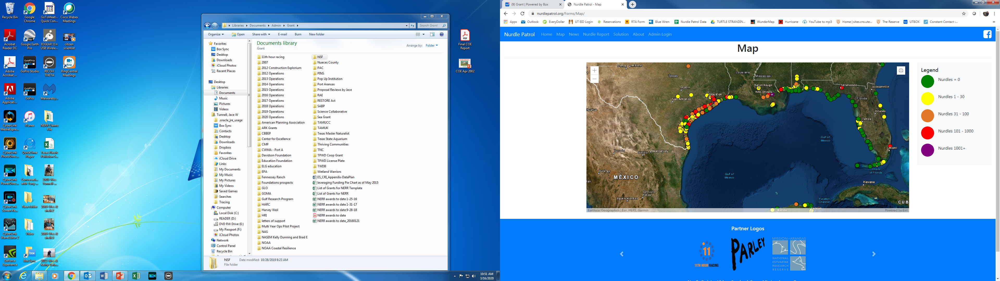 Recycle Bin
Google Chrome
GoToMeet... Quick Con...
Cisco Webex Meetings
Acrobat Reader DC
Google Earth Pro
IOGEAR 11n USB Wirele...
citizen scientist
Adobe Acrobat ...
GoPro Studio
RICOH THETA
RingCentral Meetings
Adobe Applicati...
GoPro
Malwareby...
CyberLink MediaEspre...
iTunes
NERR Claims File
CyberLink PhotoDirec...
QuickTime Player
Texas Plastic Pollution S...
CyberLink PowerDirec...
Conversati... with Tony ...
2003-Wes Tunnell-...
CyberLink Screen Re...
New folder
2009-Wes & shells2
CyberLink WaveEditor 2
Video
2009-Wes & shells3
GeForce Experience
Box Sync
2012-Wes & Kathy-Gala...
Libraries
Documents
Admin
Grant
Search Grant
Organize
Open
Share with
E-mail
Burn
New folder
Favorites
Box Sync
Desktop
Downloads
iCloud Photos
Recent Places
Desktop
Libraries
Documents
Music
Pictures
Videos
Tunnell, Jace W
.oracle_jre_usage
Box Sync
Contacts
Desktop
Downloads
Dropbox
Favorites
iCloud Drive
Links
My Documents
My Music
My Pictures
My Videos
Saved Games
Searches
Tracing
Computer
Local Disk (C:)
READER (D:)
DVD RW Drive (E:)
My Passport (F:)
iCloud Photos
Network
Control Panel
Recycle Bin
Documents library
Grant
Arrange by: Folder
11th hour racing
2007
2012 Construction Explorium
2012 Operations
2013 Operations
2014 Operations
2015 Operations
2016 Operations
2017 Operations
2018 Operations
2019 Operations
2020 Operations
American Planning Association
ARK Grants
CBBEP
Center for Excellence
CMP
CWMA - Port A
Davidson Foundation
Education Foundation
ELG education
EPA
Fennessey Ranch
Foundations prospects
GLO
GOMA
Gulf Research Program
HARC
Harvey Weil
HRI
letters of support
Multi Year Ops Pilot Project
NAS
NASEM Kelly Dunning and Brad E
NOAA
NOAA Coastal Resilience
NSF
Nueces County
PAC
PINS
Pop Up Institution
Port Aransas
Proposal Reviews by Jace
RAE
RESTORE Act
SABP
Science Collaborative
Sea Grant
TAMUCC
TAMUK
Texas Master Naturalist
Texas State Aquarium
Thriving Communities
TNC
TPWD Coop Grant
TPWD License Plate
TWDB
Wetland Warriors
ES_CRI_Appendix-DataPlan
leveraging Funding Pie Chart as of May 2015
List of Grants for NERR Template
List of Grants for NERR
NERR awards to date 1-25-16
NERR awards to date 1-31-17
NERR awards to date 9-28-18
NERR awards to date
NERR awards to date_20160121
NSF
Date modified: 10/28/2019 8:23 AM
File folder
Final COE Report
COE Apr 2002
10:51 AM
3/16/2020
(9) Grant | Powered by Box
Nurdle Patrol - Map
nurdlepatrol.org/Forms/Map/
Apps
Outlook
EveryDollar
UT EID Login
Reservations
RTA Form
Blue Wren
Nurdle Patrol Data
TURTLE STRANDIN...
WunderMap
Hurricane
YouTube to mp3
Home | sites.cns.ute...
The Reserve
UTBOX
Constant Contact :...
Nurdle Patrol
Home
Map
News
Nurdle Report
Solution
About
Admin Login
Map
Odessa
Midland
Texas
Louisiana
Mississippi
Austin
San Antonio
Houston
Baton Rouge
New Orleans
Tallahassee
Jacksonville
Florida
Orlando
Tampa
Miami
huahua
Torreón
Saltillo
Monterrey
Durango
MÉXICO
San Luis Potosí
Aguascalientes
Gulf of Mexico
Gulf of Mexico
Straits of Florida
Havana
Yucatan Channel
CUB
Cancún
Merida
Earthstar Geographics | Esri, HERE, Garmin
Powered by Esri
Legend
Nurdles = 0
Nurdles 1 - 30
Nurdles 31 - 100
Nurdles 101 - 1000
Nurdles 1001+
Partner Logos
11
11TH HOUR RACING
PARLEY
MISSION • ARANSAS
NATIONAL
ESTUARINE
RESEARCH
RESERVE